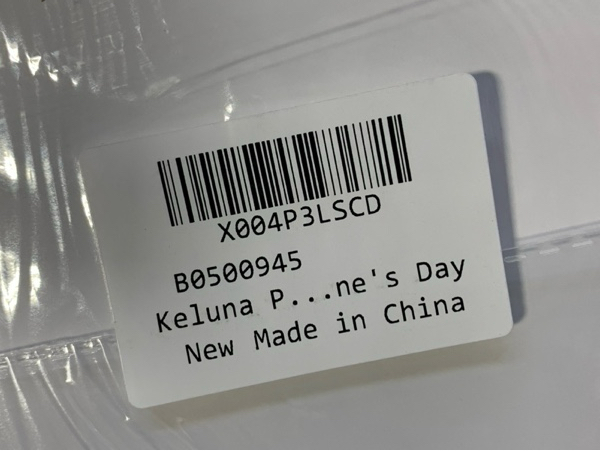 X004P3LSCD
B0500945
Keluna P...ne's Day
New Made in China